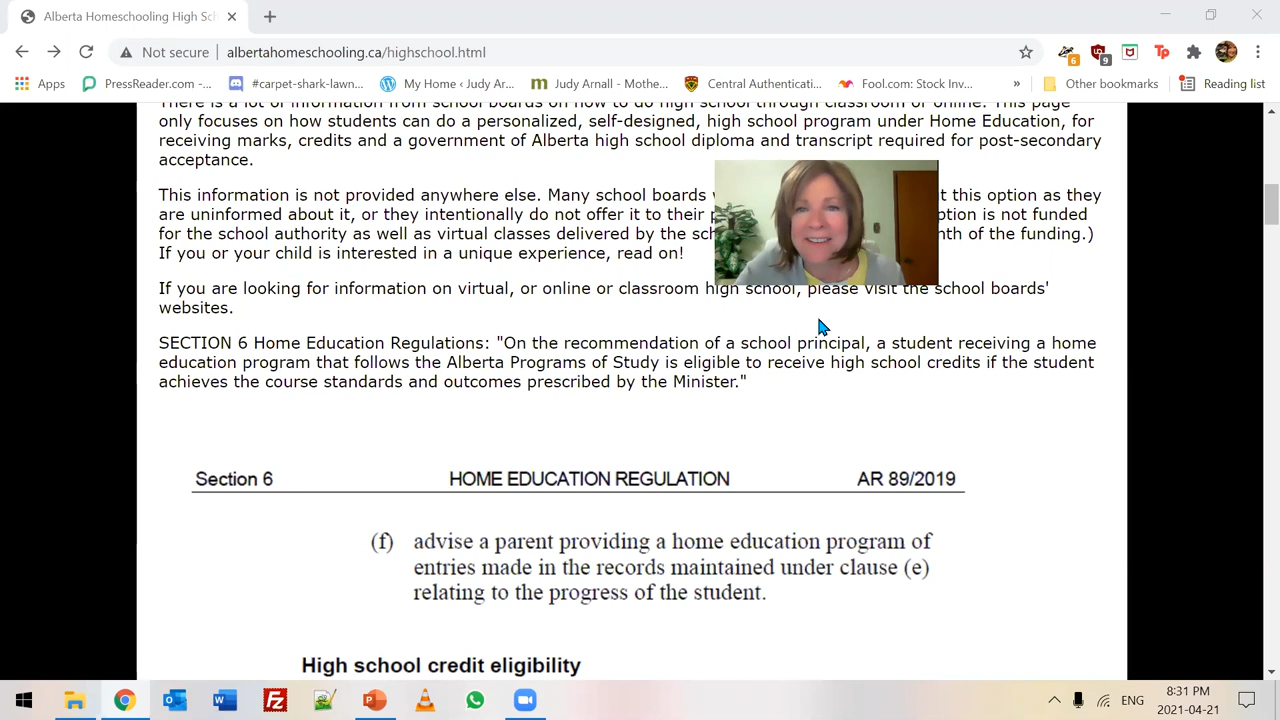 Alberta Homeschooling High Sch
Not secure | albertahomeschooling.ca/highschool.html
6
9
Apps PressReader.com -... #carpet-shark-lawn... My Home ‹ Judy Ar... Judy Arnall - Mothe... Central Authenticati... Fool.com: Stock Inv... » Other bookmarks Reading list
There is a lot of information from school boards on how to do high school through classroom or online. This page
only focuses on how students can do a personalized, self-designed, high school program under Home Education, for
receiving marks, credits and a government of Alberta high school diploma and transcript required for post-secondary
acceptance.
This information is not provided anywhere else. Many school boards t this option as they
are uninformed about it, or they intentionally do not offer it to their ption is not funded
for the school authority as well as virtual classes delivered by the nth of the funding.)
If you or your child is interested in a unique experience, read on!
If you are looking for information on virtual, or online or classroom high school, please visit the school boards'
websites.
SECTION 6 Home Education Regulations: "On the recommendation of a school principal, a student receiving a home
education program that follows the Alberta Programs of Study is eligible to receive high school credits if the student
achieves the course standards and outcomes prescribed by the Minister."
Section 6 HOME EDUCATION REGULATION AR 89/2019
(f) advise a parent providing a home education program of
entries made in the records maintained under clause (e)
relating to the progress of the student.
High school credit eligibility
ENG
8:31 PM
2021-04-21